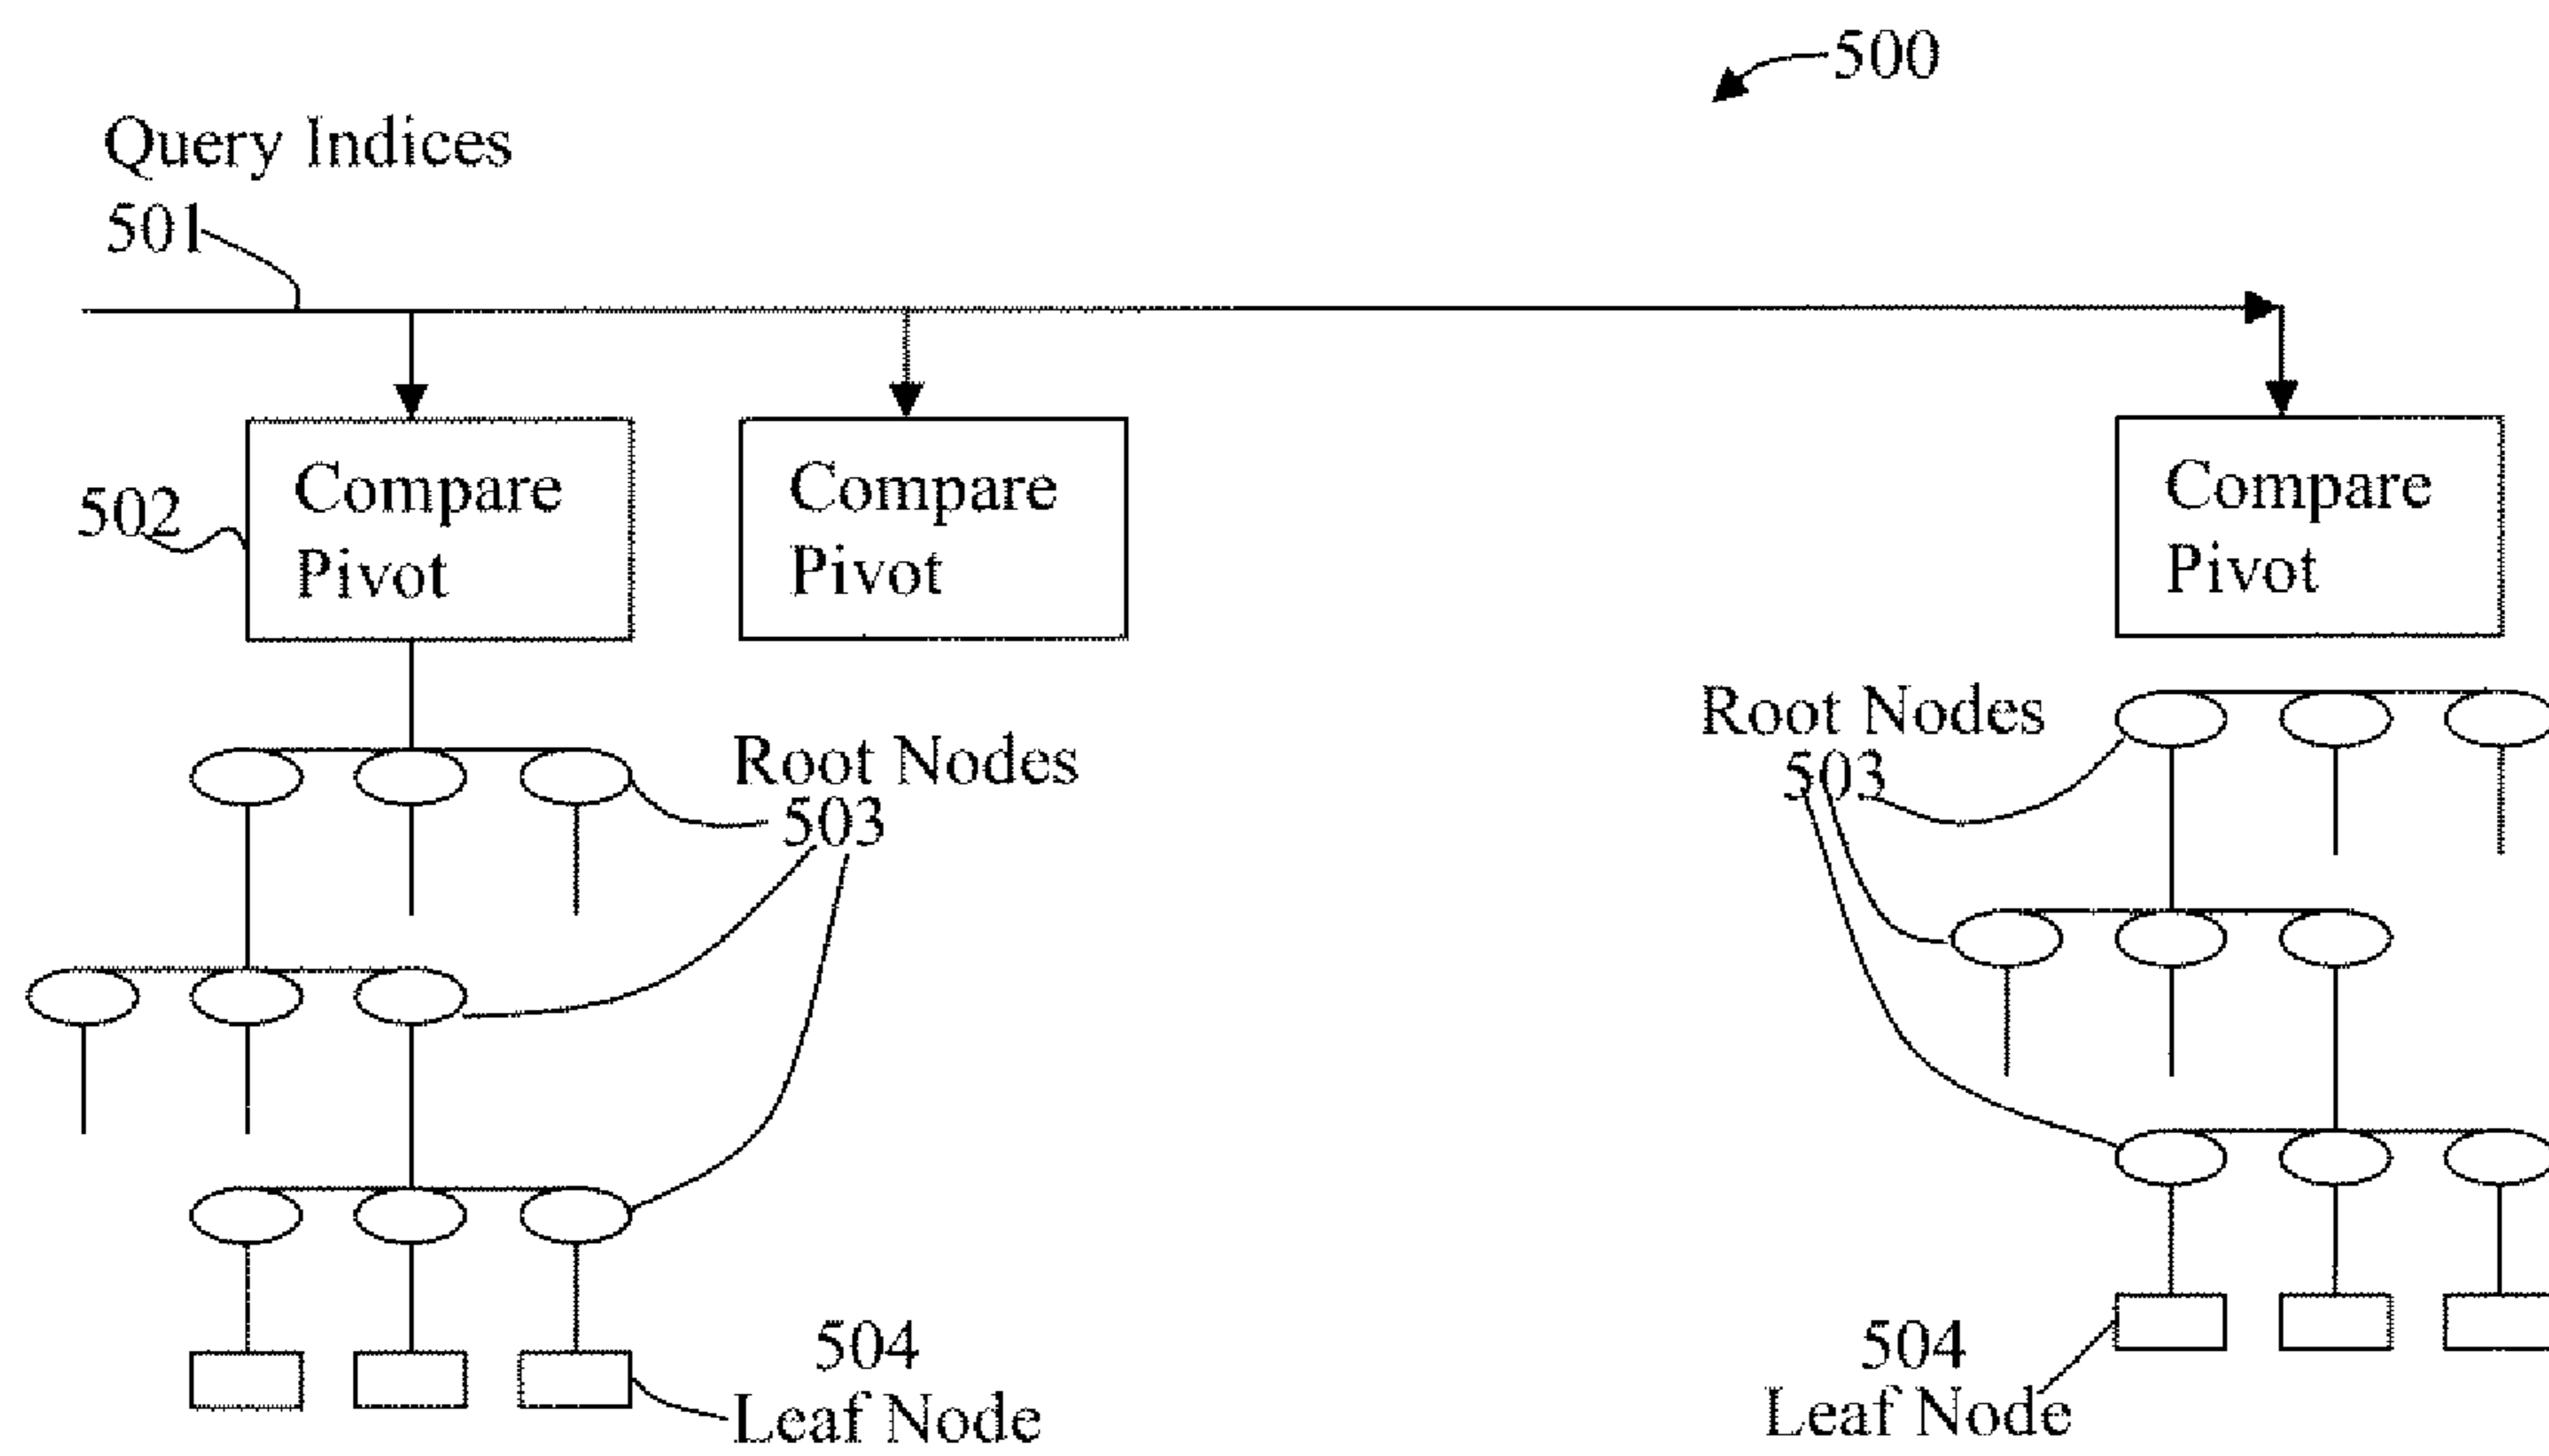 500
Query Indices
501
502
Compare
Pivot
Compare
Pivot
Compare
Pivot
Root Nodes
503
Root Nodes
503
504
Leaf Node
504
Leaf Node